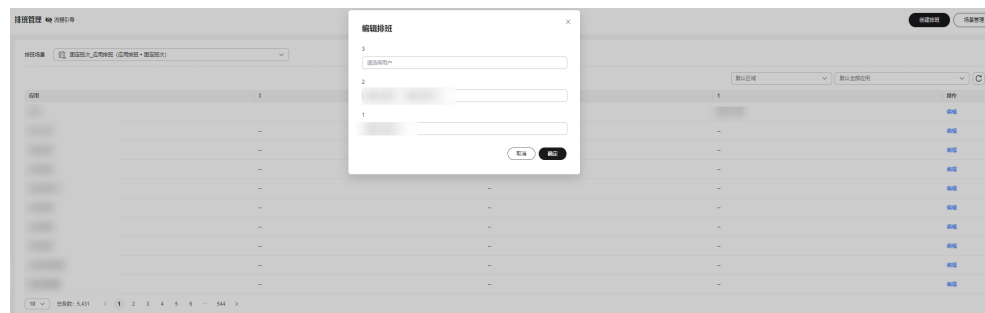 排班管理 流程引导
创建排班 场景管理
排班场景 固定班次_应用排班 (应用排班+固定班次)
默认区域 默认全部应用
应用 3 1 操作
编辑
-- -- 编辑
-- -- 编辑
-- -- 编辑
-- -- -- 编辑
-- -- -- 编辑
-- -- -- 编辑
-- -- -- 编辑
-- -- -- 编辑
-- -- -- 编辑
10 总条数: 5,431 < 1 2 3 4 5 6 … 544 >
编辑排班 ×
3
请选择用户
2
1
取消 确定